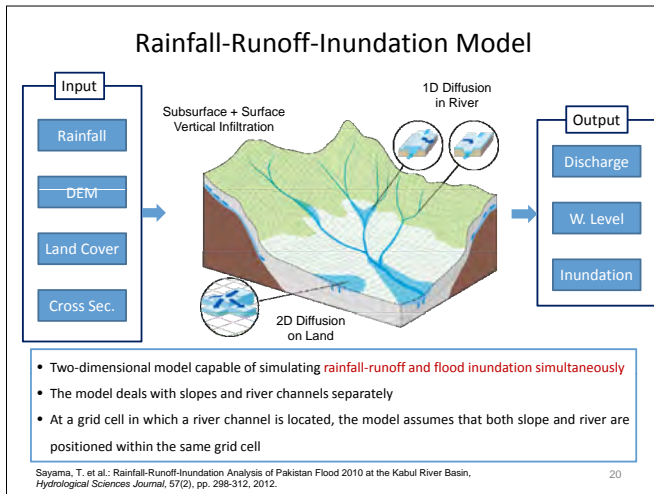 Rainfall-Runoff-Inundation Model
Input
Rainfall
DEM
Land Cover
Cross Sec.
Subsurface + Surface
Vertical Infiltration
1D Diffusion
in River
2D Diffusion
on Land
Output
Discharge
W. Level
Inundation
• Two-dimensional model capable of simulating rainfall-runoff and flood inundation simultaneously
• The model deals with slopes and river channels separately
• At a grid cell in which a river channel is located, the model assumes that both slope and river are
positioned within the same grid cell
Sayama, T. et al.: Rainfall-Runoff-Inundation Analysis of Pakistan Flood 2010 at the Kabul River Basin,
Hydrological Sciences Journal, 57(2), pp. 298-312, 2012.
20